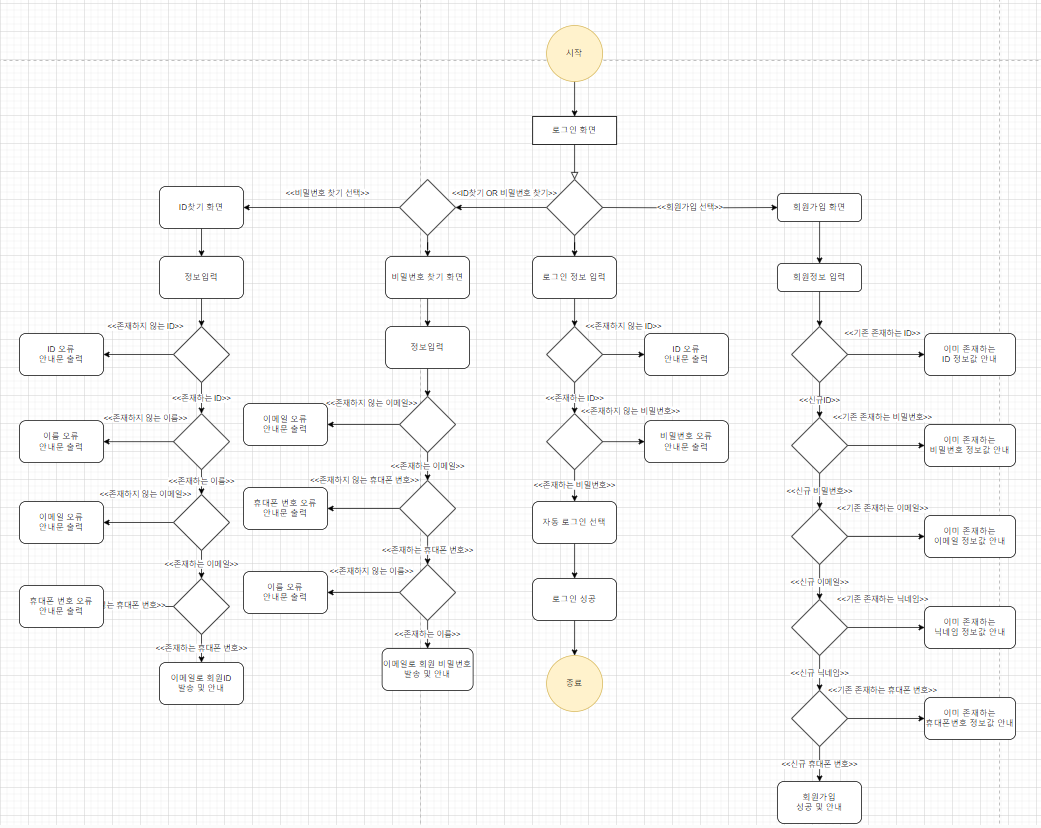 시작
로그인 화면
<<비밀번호 찾기 선택>>
<<ID찾기 OR 비밀번호 찾기>>
<<회원가입 선택>>
ID찾기 화면
회원가입 화면
정보입력
비밀번호 찾기 화면
로그인 정보 입력
회원정보 입력
<<존재하지 않는 ID>>
ID 오류
안내문 출력
정보입력
<<존재하지 않는 ID>>
ID 오류
안내문 출력
<<기존 존재하는 ID>>
이미 존재하는
ID 정보값 안내
<<존재하는 ID>>
<<존재하지 않는 이메일>>
<<존재하는 ID>>
<<신규ID>>
<<존재하지 않는 이름>>
이메일 오류
안내문 출력
<<존재하지 않는 비밀번호>>
<<기존 존재하는 비밀번호>>
이름 오류
안내문 출력
비밀번호 오류
안내문 출력
이미 존재하는
비밀번호 정보값 안내
<<존재하는 이메일>>
<<존재하는 이름>>
<<존재하지 않는 휴대폰 번호>>
<<존재하는 비밀번호>>
<<신규 비밀번호>>
<<존재하지 않는 이메일>>
휴대폰 번호 오류
안내문 출력
<<기존 존재하는 이메일>>
이메일 오류
안내문 출력
자동 로그인 선택
이미 존재하는
이메일 정보값 안내
<<존재하는 휴대폰 번호>>
<<존재하는 이메일>>
<<존재하지 않는 이름>>
<<신규 이메일>>
이름 오류
안내문 출력
로그인 성공
<<기존 존재하는 닉네임>>
휴대폰 번호 오류
안내문 출력
는 휴대폰 번호>>
이미 존재하는
닉네임 정보값 안내
<<존재하는 이름>>
<<존재하는 휴대폰 번호>>
이메일로 회원 비밀번호
발송 및 안내
<<신규 닉네임>>
이메일로 회원ID
발송 및 안내
종료
<<기존 존재하는 휴대폰 번호>>
이미 존재하는
휴대폰번호 정보값 안내
<<신규 휴대폰 번호>>
회원가입
성공 및 안내